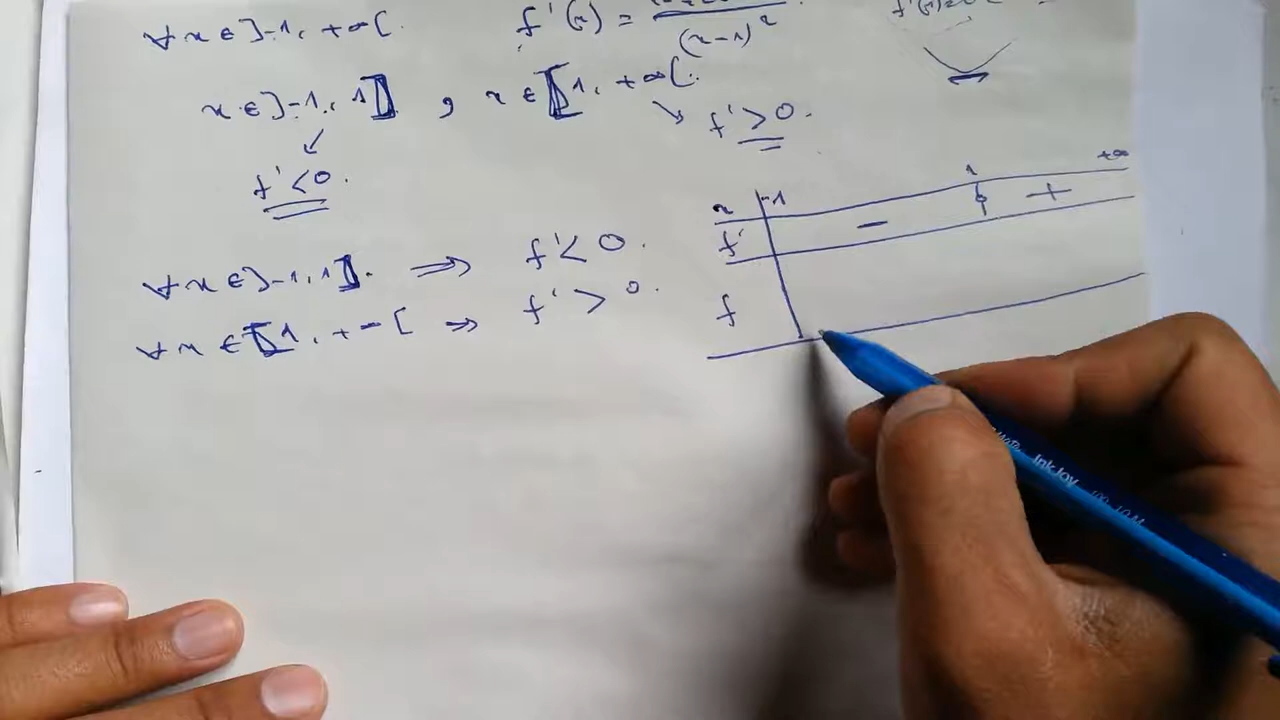 ∀x ∈ ]-1, +∞[. f'(x) = / (x-1)²
x ∈ ]-1, 1] , x ∈ [1, +∞[.
f' > 0.
f' < 0.
∀x ∈ ]-1, 1]. ⟹ f' < 0.
∀x ∈ [1, +∞[ ⟹ f' > 0.
x -1 1 +∞
f' - 0 +
f
InkJoy